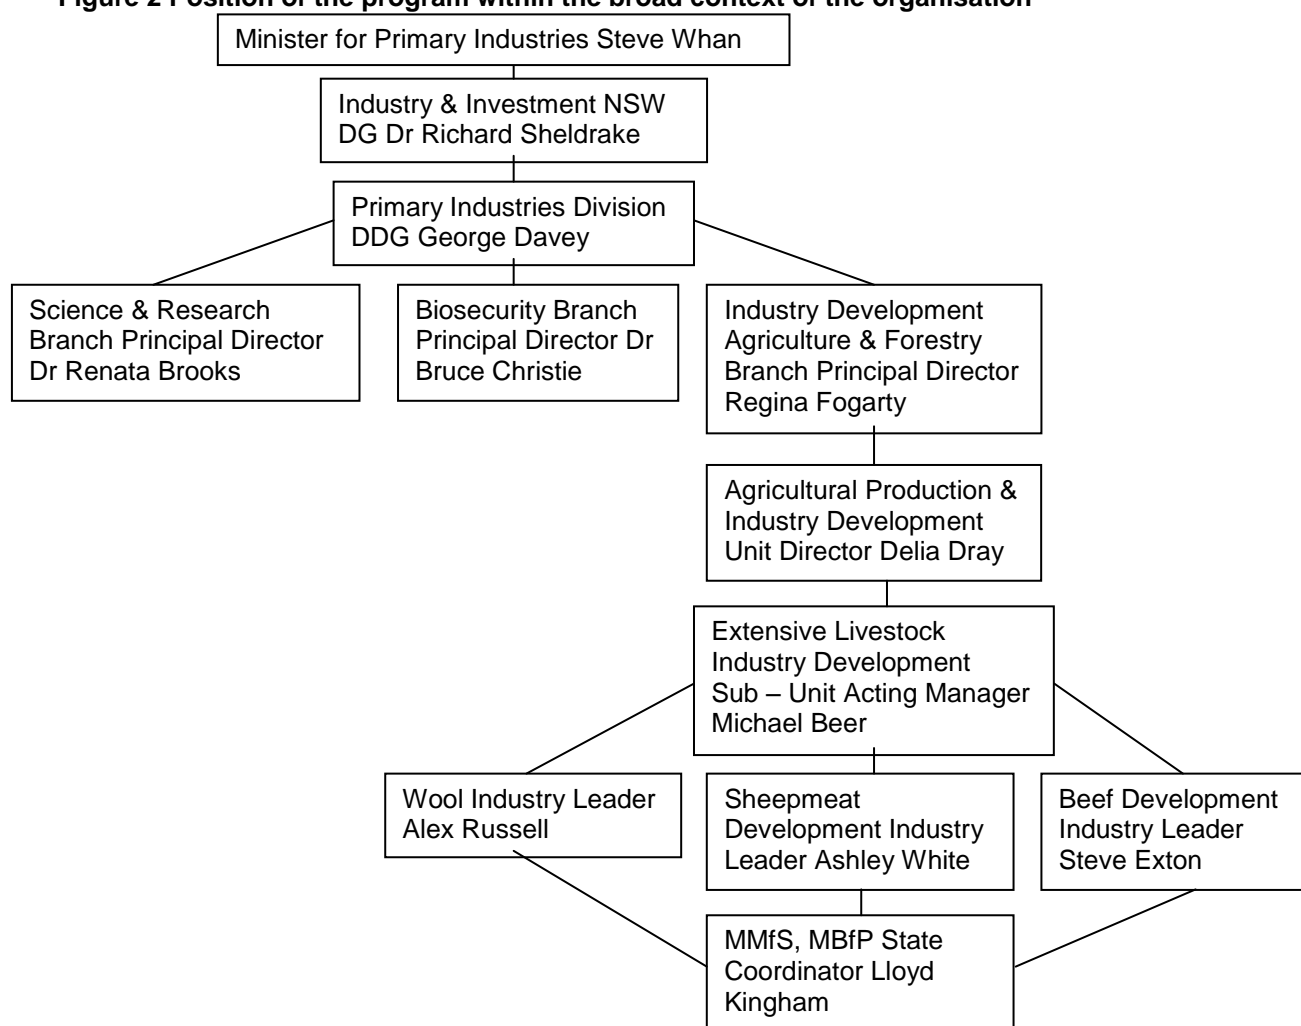 Figure 2 Position of the program within the broad context of the organisation
Minister for Primary Industries Steve Whan
Industry & Investment NSW
DG Dr Richard Sheldrake
Primary Industries Division
DDG George Davey
Science & Research
Branch Principal Director
Dr Renata Brooks
Biosecurity Branch
Principal Director Dr
Bruce Christie
Industry Development
Agriculture & Forestry
Branch Principal Director
Regina Fogarty
Agricultural Production &
Industry Development
Unit Director Delia Dray
Extensive Livestock
Industry Development
Sub – Unit Acting Manager
Michael Beer
Wool Industry Leader
Alex Russell
Sheepmeat
Development Industry
Leader Ashley White
Beef Development
Industry Leader
Steve Exton
MMfS, MBfP State
Coordinator Lloyd
Kingham